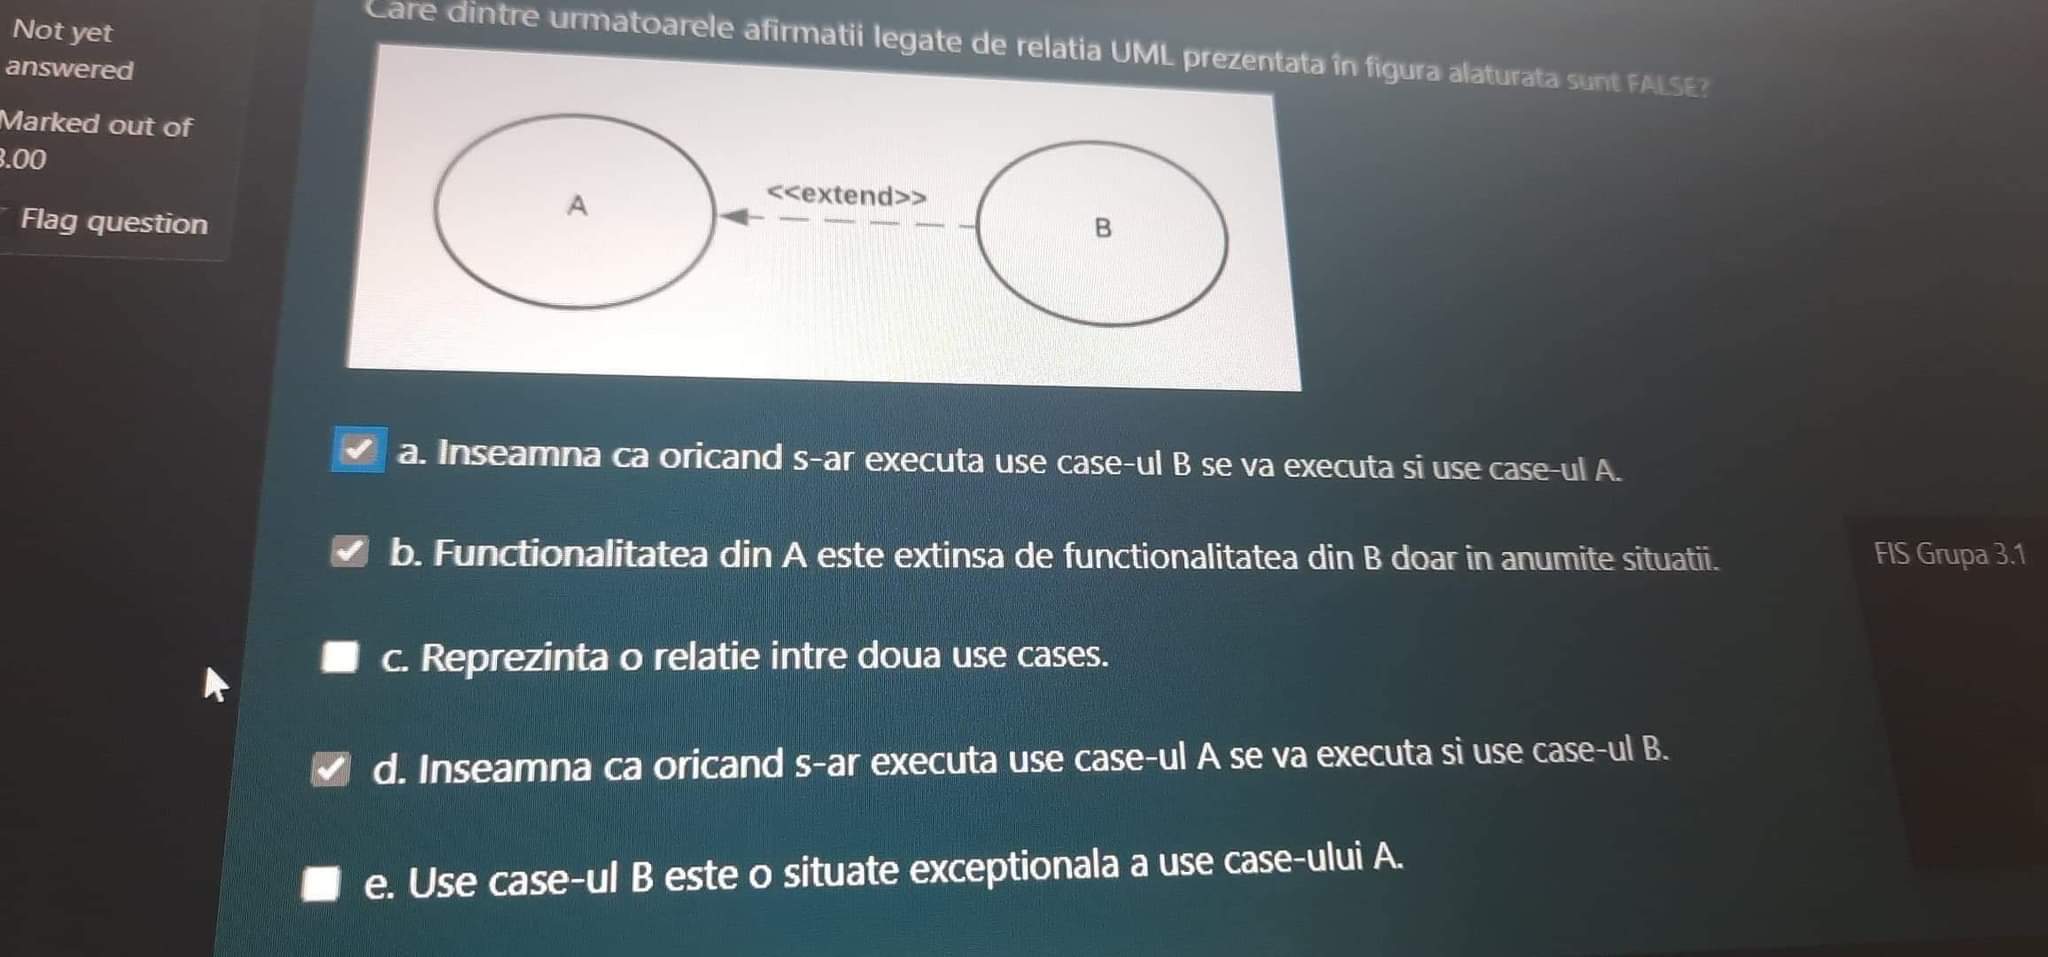 Not yet
answered
Marked out of
3.00
Flag question
Care dintre urmatoarele afirmatii legate de relatia UML prezentata în figura alaturata sunt FALSE?
A
<<extend>>
B
a. Inseamna ca oricand s-ar executa use case-ul B se va executa si use case-ul A.
b. Functionalitatea din A este extinsa de functionalitatea din B doar in anumite situatii.
c. Reprezinta o relatie intre doua use cases.
d. Inseamna ca oricand s-ar executa use case-ul A se va executa si use case-ul B.
e. Use case-ul B este o situate exceptionala a use case-ului A.
FIS Grupa 3.1